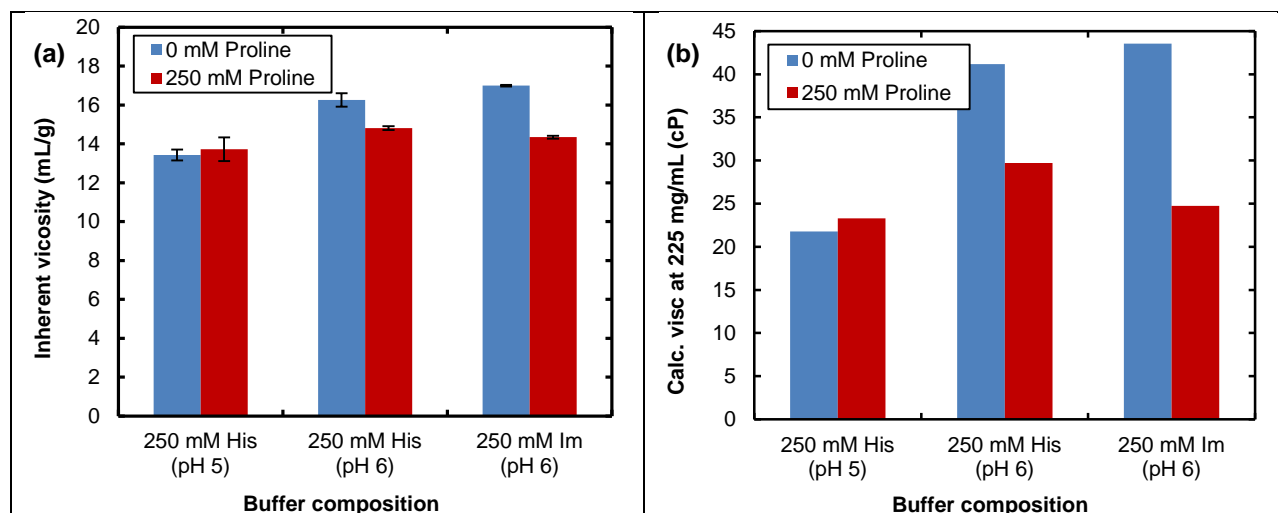 (a)
0 mM Proline
250 mM Proline
Inherent vicosity (mL/g)
20
18
16
14
12
10
8
6
4
2
0
250 mM His
(pH 5)
250 mM His
(pH 6)
250 mM Im
(pH 6)
Buffer composition
(b)
0 mM Proline
250 mM Proline
Calc. visc at 225 mg/mL (cP)
45
40
35
30
25
20
15
10
5
0
250 mM His
(pH 5)
250 mM His
(pH 6)
250 mM Im
(pH 6)
Buffer composition